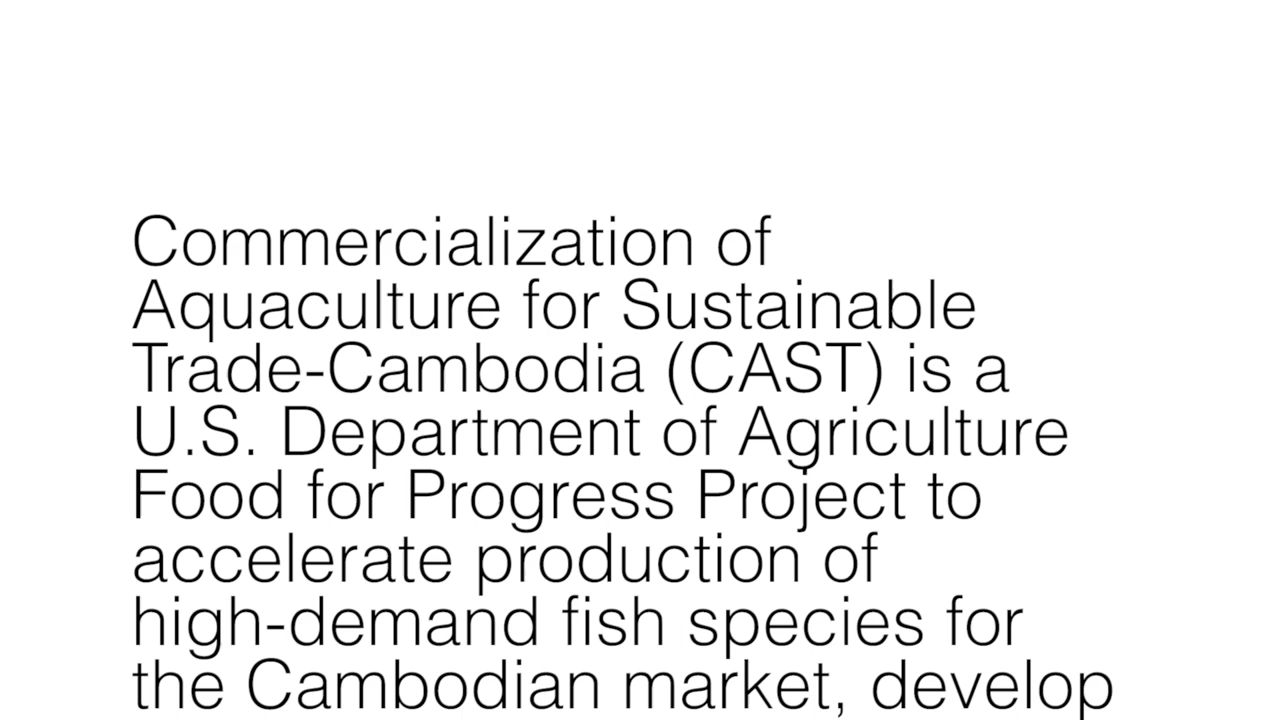 Commercialization of
Aquaculture for Sustainable
Trade-Cambodia (CAST) is a
U.S. Department of Agriculture
Food for Progress Project to
accelerate production of
high-demand fish species for
the Cambodian market, develop